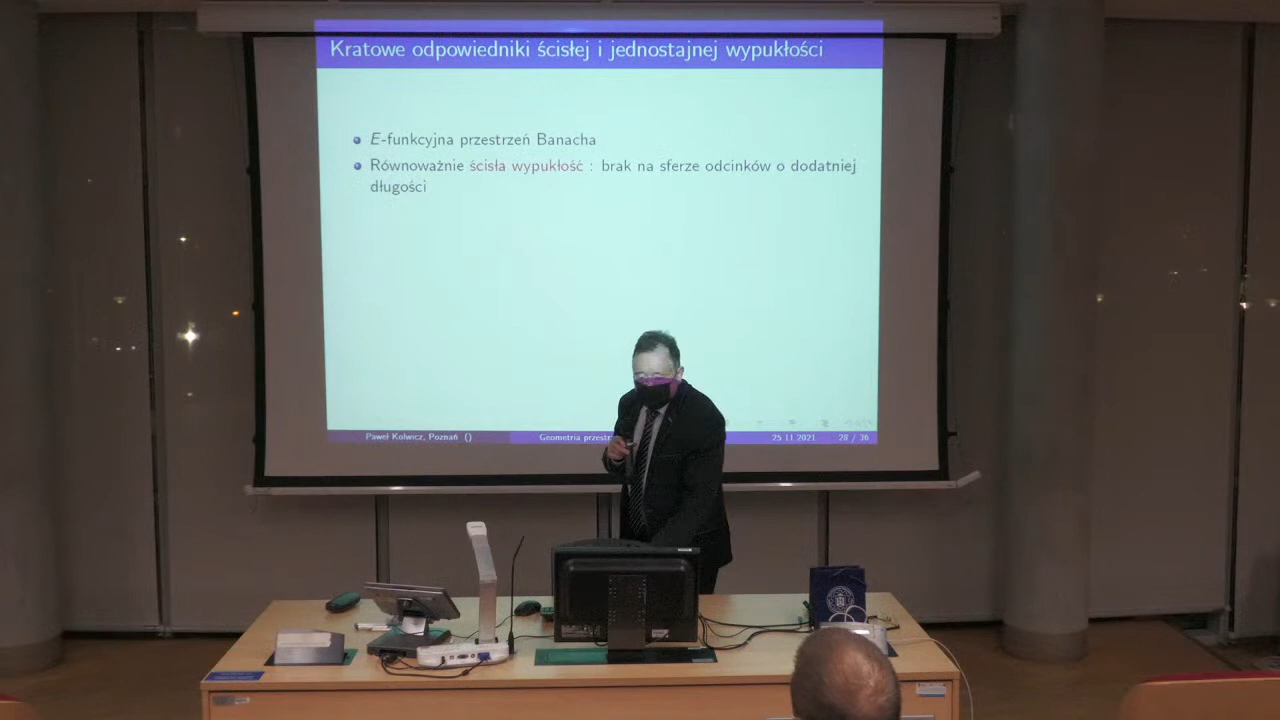 Kratowe odpowiedniki ścisłej i jednostajnej wypukłości
E-funkcyjna przestrzeń Banacha
Równoważnie ścisła wypukłość : brak na sferze odcinków o dodatniej
długości
Paweł Kolwicz, Poznań () Geometria 25.11.2021 28 / 36